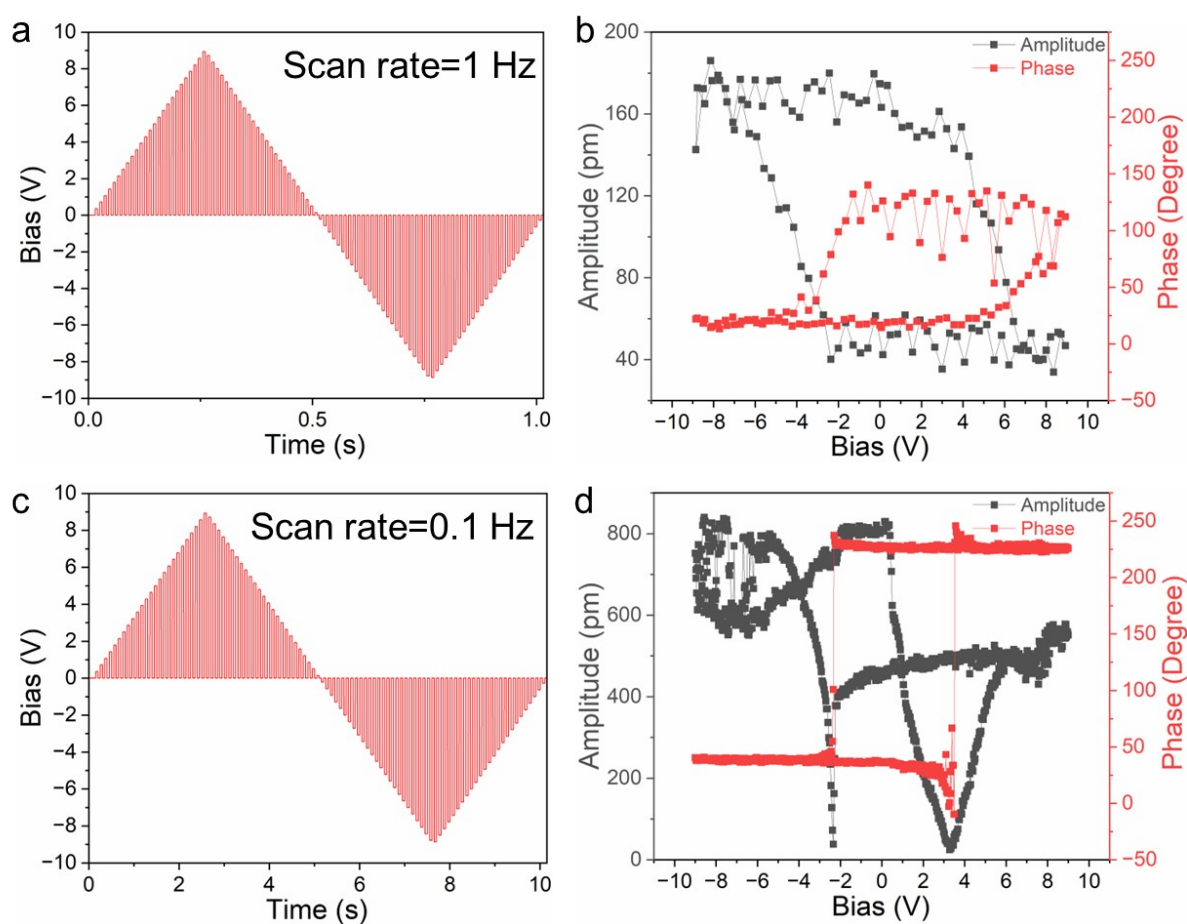 a
Scan rate=1 Hz
10
8
6
4
2
0
−2
−4
−6
−8
−10
Bias (V)
0.0
0.5
1.0
Time (s)
b
Amplitude
Phase
200
160
120
80
40
Amplitude (pm)
250
200
150
100
50
0
−50
Phase (Degree)
−10 −8 −6 −4 −2 0 2 4 6 8 10
Bias (V)
c
Scan rate=0.1 Hz
10
8
6
4
2
0
−2
−4
−6
−8
−10
Bias (V)
0 2 4 6 8 10
Time (s)
d
Amplitude
Phase
800
600
400
200
0
Amplitude (pm)
250
200
150
100
50
0
−50
Phase (Degree)
−10 −8 −6 −4 −2 0 2 4 6 8 10
Bias (V)